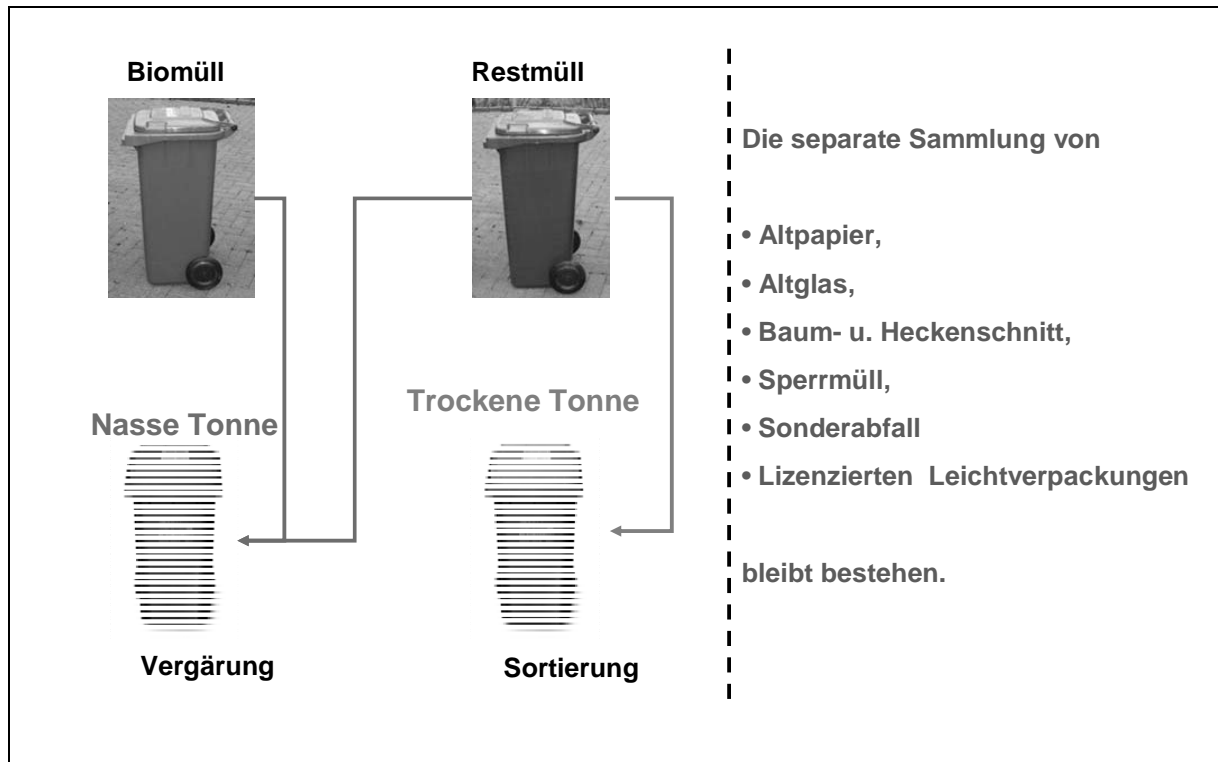 Biomüll
Restmüll
Nasse Tonne
Trockene Tonne
Vergärung
Sortierung
Die separate Sammlung von
• Altpapier,
• Altglas,
• Baum- u. Heckenschnitt,
• Sperrmüll,
• Sonderabfall
• Lizenzierten Leichtverpackungen
bleibt bestehen.